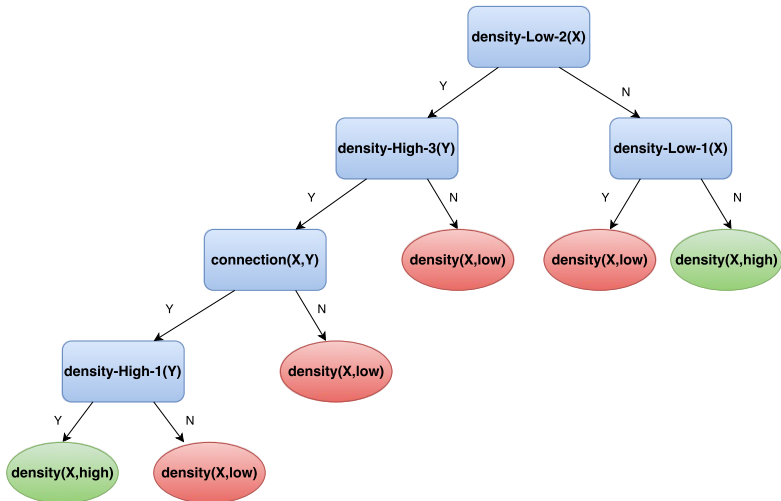 density-Low-2(X)
Y
N
density-High-3(Y)
density-Low-1(X)
Y
N
Y
N
connection(X,Y)
density(X,low)
density(X,low)
density(X,high)
Y
N
density-High-1(Y)
density(X,low)
Y
N
density(X,high)
density(X,low)